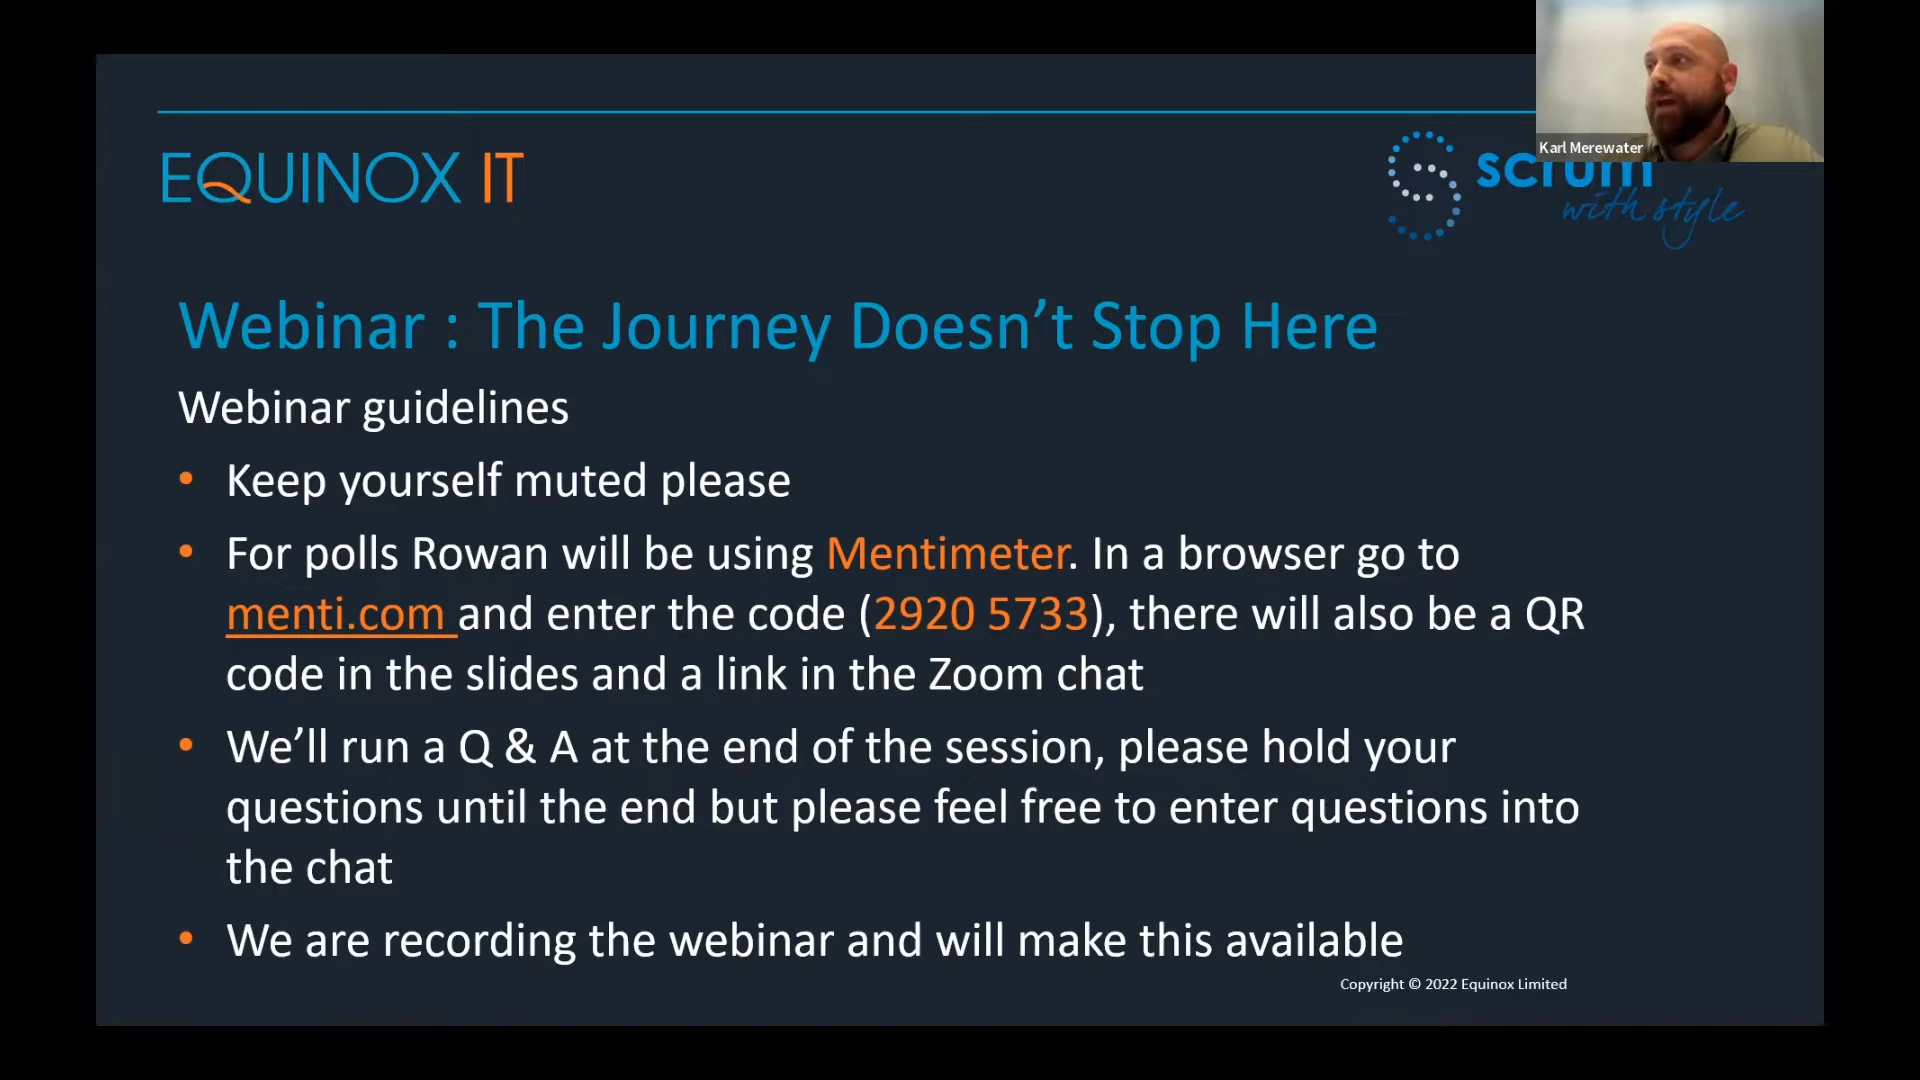 Karl Merewater
EQUINOX IT
scrum
with style
Webinar : The Journey Doesn’t Stop Here
Webinar guidelines
• Keep yourself muted please
• For polls Rowan will be using Mentimeter. In a browser go to
menti.com and enter the code (2920 5733), there will also be a QR
code in the slides and a link in the Zoom chat
• We’ll run a Q & A at the end of the session, please hold your
questions until the end but please feel free to enter questions into
the chat
• We are recording the webinar and will make this available
Copyright © 2022 Equinox Limited